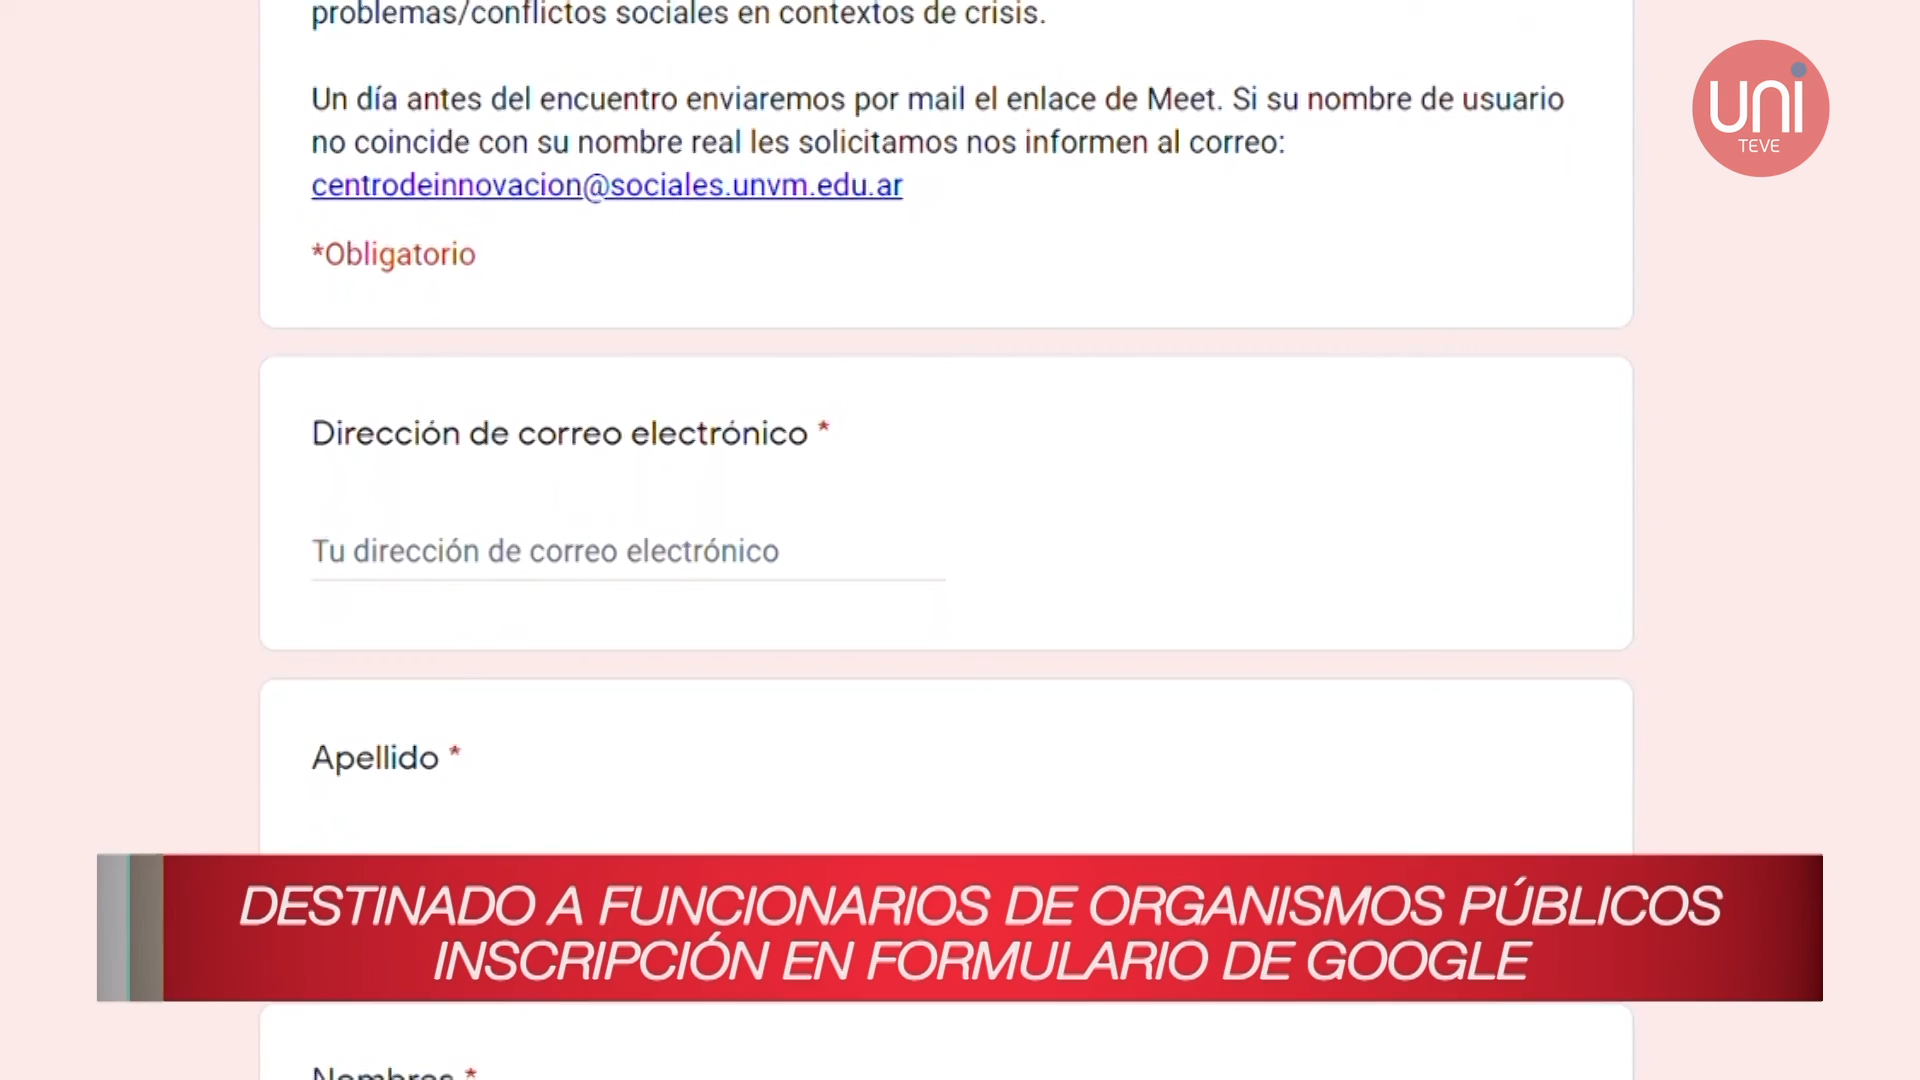 problemas/conflictos sociales en contextos de crisis.
Un día antes del encuentro enviaremos por mail el enlace de Meet. Si su nombre de usuario
no coincide con su nombre real les solicitamos nos informen al correo:
centrodeinnovacion@sociales.unvm.edu.ar
*Obligatorio
uni
TEVE
Dirección de correo electrónico *
Tu dirección de correo electrónico
Apellido *
DESTINADO A FUNCIONARIOS DE ORGANISMOS PÚBLICOS
INSCRIPCIÓN EN FORMULARIO DE GOOGLE
Nombres *